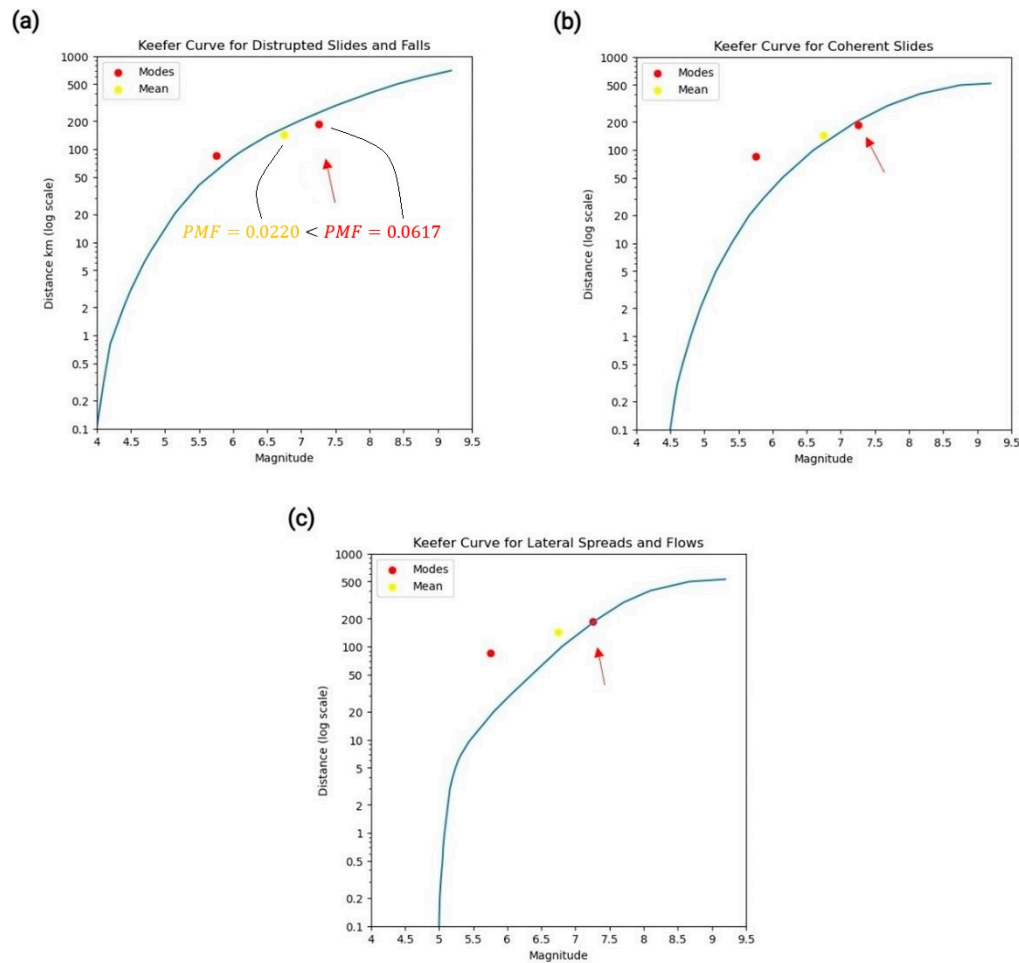 (a)
Keefer Curve for Distrupted Slides and Falls
Modes
Mean
1000
500
200
100
50
20
10
5
2
1
0.5
0.2
0.1
Distance km (log scale)
PMF = 0.0220 < PMF = 0.0617
4 4.5 5 5.5 6 6.5 7 7.5 8 8.5 9 9.5
Magnitude
(b)
Keefer Curve for Coherent Slides
Modes
Mean
1000
500
200
100
50
20
10
5
2
1
0.5
0.2
0.1
Distance (log scale)
4 4.5 5 5.5 6 6.5 7 7.5 8 8.5 9 9.5
Magnitude
(c)
Keefer Curve for Lateral Spreads and Flows
Modes
Mean
1000
500
200
100
50
20
10
5
2
1
0.5
0.2
0.1
Distance (log scale)
4 4.5 5 5.5 6 6.5 7 7.5 8 8.5 9 9.5
Magnitude